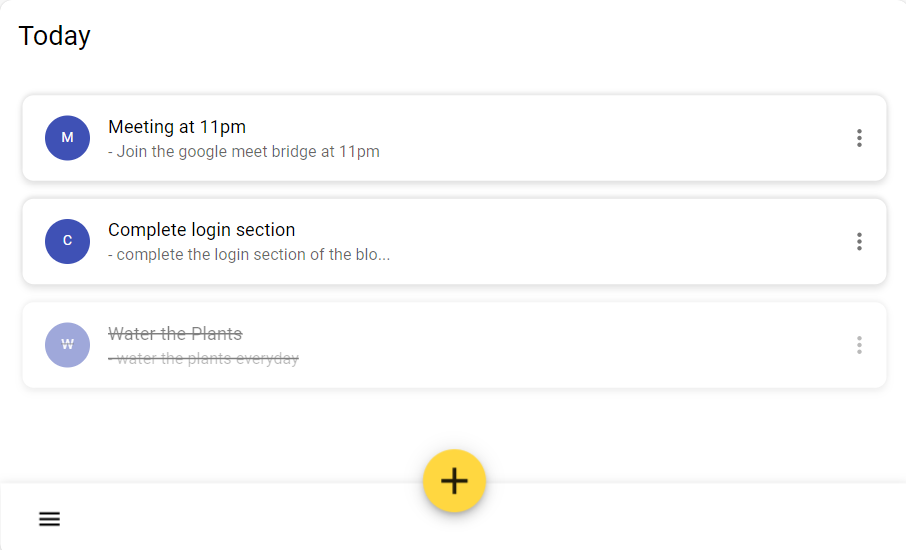 Today
M
Meeting at 11pm
- Join the google meet bridge at 11pm
C
Complete login section
- complete the login section of the blo...
W
Water the Plants
- water the plants everyday